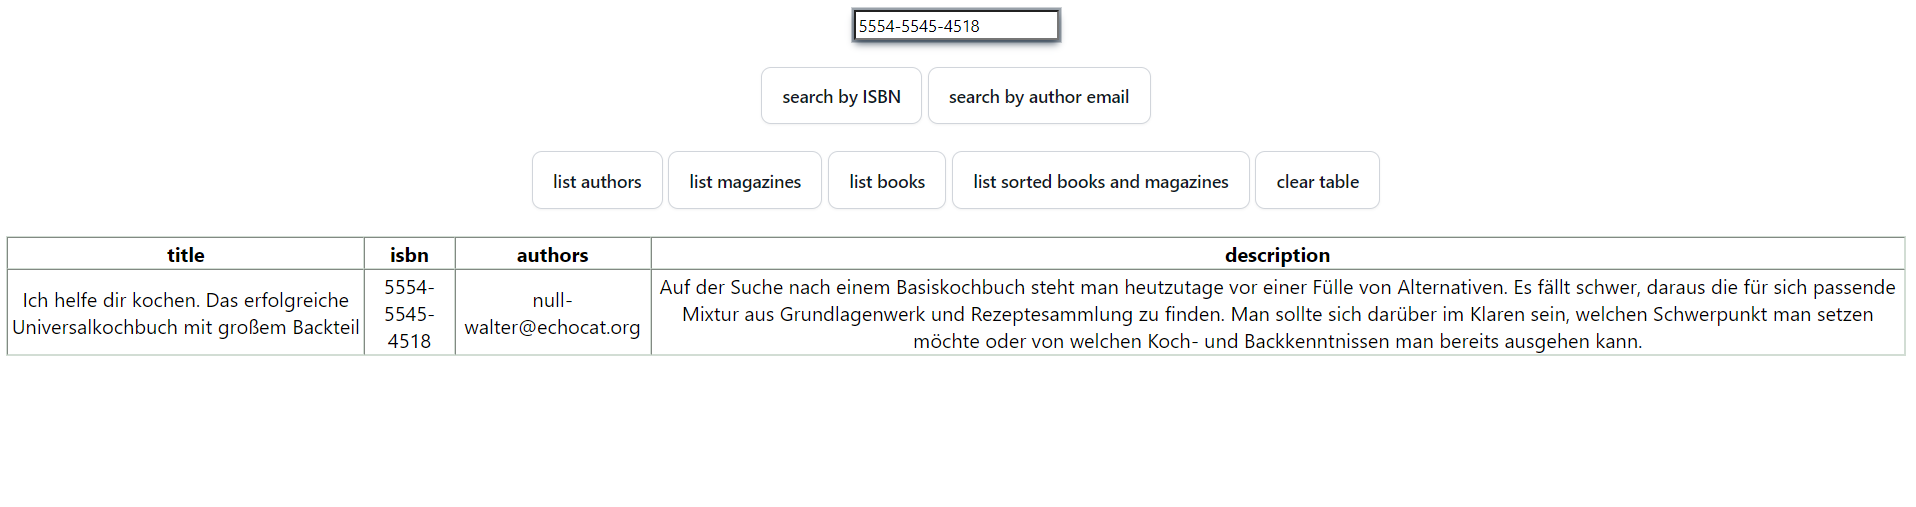 5554-5545-4518
search by ISBN search by author email
list authors list magazines list books list sorted books and magazines clear table
title isbn authors description
Ich helfe dir kochen. Das erfolgreiche
Universalkochbuch mit großem Backteil
5554-
5545-
4518
null-
walter@echocat.org
Auf der Suche nach einem Basiskochbuch steht man heutzutage vor einer Fülle von Alternativen. Es fällt schwer, daraus die für sich passende
Mixtur aus Grundlagenwerk und Rezeptesammlung zu finden. Man sollte sich darüber im Klaren sein, welchen Schwerpunkt man setzen
möchte oder von welchen Koch- und Backkenntnissen man bereits ausgehen kann.